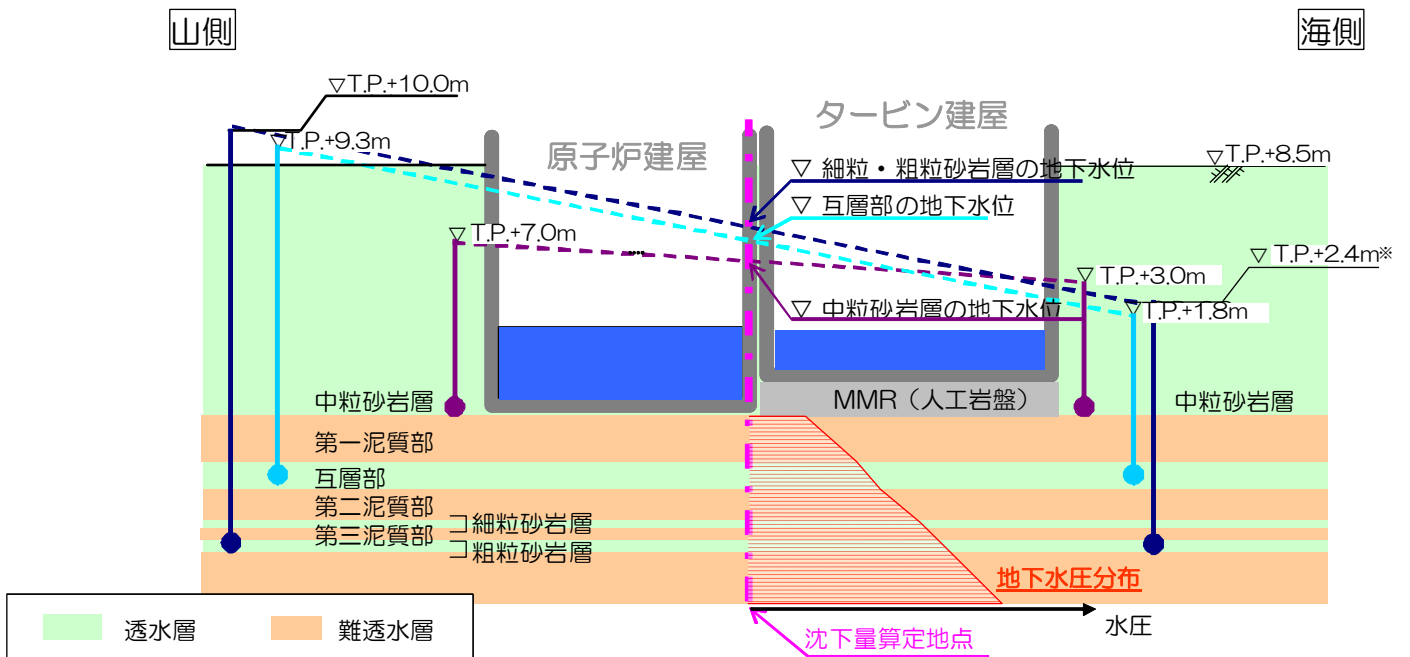 山側
海側
▽T.P.+10.0m
タービン建屋
▽T.P.+9.3m
原子炉建屋
▽T.P.+8.5m
▽ 細粒・粗粒砂岩層の地下水位
▽ 互層部の地下水位
▽ T.P.+7.0m
▽ T.P.+2.4m※
▽ T.P.+3.0m
▽ 中粒砂岩層の地下水位
▽T.P.+1.8m
中粒砂岩層
MMR（人工岩盤）
中粒砂岩層
第一泥質部
互層部
第二泥質部
細粒砂岩層
第三泥質部
粗粒砂岩層
地下水圧分布
水圧
透水層
難透水層
沈下量算定地点